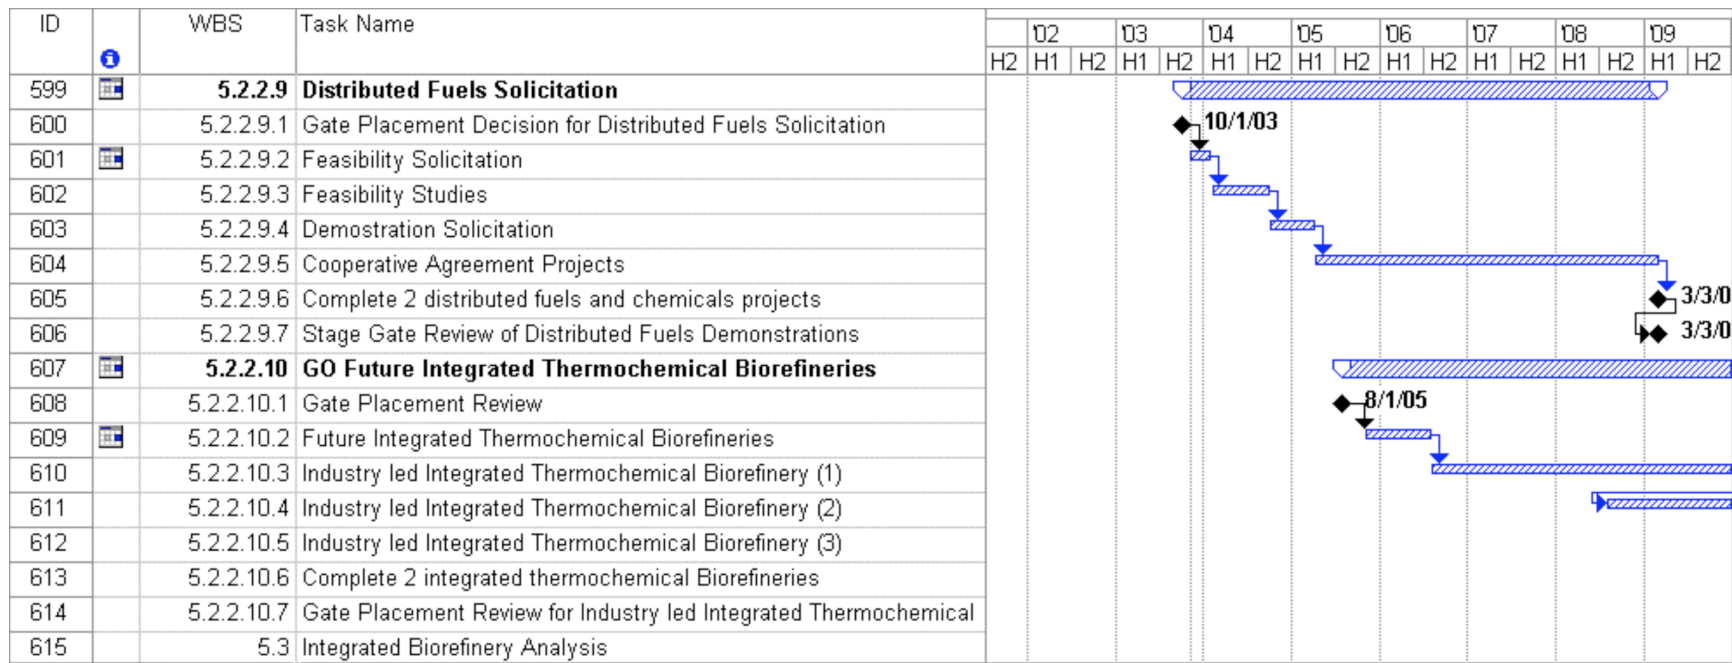 ID WBS Task Name
'02 '03 '04 '05 '06 '07 '08 '09
H2 H1 H2 H1 H2 H1 H2 H1 H2 H1 H2 H1 H2 H1 H2 H1 H2
599 5.2.2.9 Distributed Fuels Solicitation
600 5.2.2.9.1 Gate Placement Decision for Distributed Fuels Solicitation 10/1/03
601 5.2.2.9.2 Feasibility Solicitation
602 5.2.2.9.3 Feasibility Studies
603 5.2.2.9.4 Demostration Solicitation
604 5.2.2.9.5 Cooperative Agreement Projects
605 5.2.2.9.6 Complete 2 distributed fuels and chemicals projects 3/3/0
606 5.2.2.9.7 Stage Gate Review of Distributed Fuels Demonstrations 3/3/0
607 5.2.2.10 GO Future Integrated Thermochemical Biorefineries
608 5.2.2.10.1 Gate Placement Review 8/1/05
609 5.2.2.10.2 Future Integrated Thermochemical Biorefineries
610 5.2.2.10.3 Industry led Integrated Thermochemical Biorefinery (1)
611 5.2.2.10.4 Industry led Integrated Thermochemical Biorefinery (2)
612 5.2.2.10.5 Industry led Integrated Thermochemical Biorefinery (3)
613 5.2.2.10.6 Complete 2 integrated thermochemical Biorefineries
614 5.2.2.10.7 Gate Placement Review for Industry led Integrated Thermochemical
615 5.3 Integrated Biorefinery Analysis